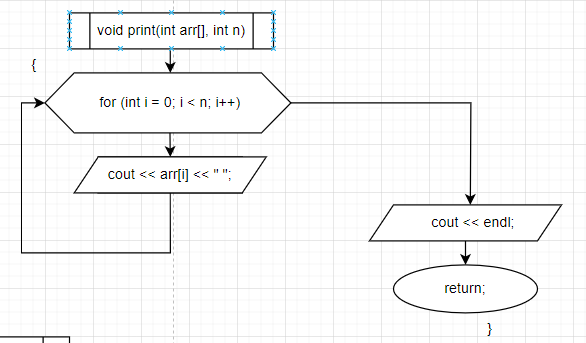 void print(int arr[], int n)
{
for (int i = 0; i < n; i++)
cout << arr[i] << " ";
cout << endl;
return;
}